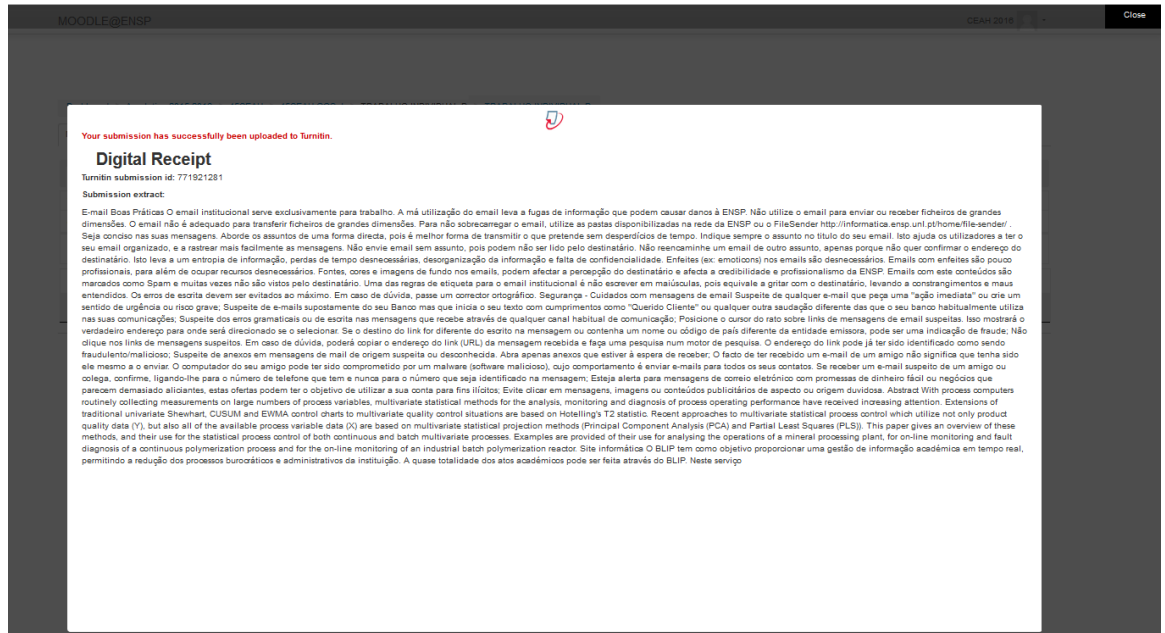 MOODLE@ENSP
CEAH 2016
Close
Your submission has successfully been uploaded to Turnitin.
Digital Receipt
Turnitin submission id: 771921281
Submission extract:
E-mail Boas Práticas O email institucional serve exclusivamente para trabalho. A má utilização do email leva a fugas de informação que podem causar danos à ENSP. Não utilize o email para enviar ou receber ficheiros de grandes
dimensões. O email não é adequado para transferir ficheiros de grandes dimensões. Para não sobrecarregar o email, utilize as pastas disponibilizadas na rede da ENSP ou o FileSender http://informatica.ensp.unl.pt/home/file-sender/ .
Seja conciso nas suas mensagens. Aborde os assuntos de uma forma directa, pois é melhor forma de transmitir o que pretende sem desperdícios de tempo. Indique sempre o assunto no titulo do seu email. Isto ajuda os utilizadores a ter o
seu email organizado, e a rastrear mais facilmente as mensagens. Não envie email sem assunto, pois podem não ser lido pelo destinatário. Não reencaminhe um email de outro assunto, apenas porque não quer confirmar o endereço do
destinatário. Isto leva a um entropia de informação, perdas de tempo desnecessárias, desorganização da informação e falta de confidencialidade. Enfeites (ex: emoticons) nos emails são desnecessários. Emails com enfeites são pouco
profissionais, para além de ocupar recursos desnecessários. Fontes, cores e imagens de fundo nos emails, podem afectar a percepção do destinatário e afecta a credibilidade e profissionalismo da ENSP. Emails com este conteúdos são
marcados como Spam e muitas vezes não são vistos pelo destinatário. Uma das regras de etiqueta para o email institucional é não escrever em maiúsculas, pois equivale a gritar com o destinatário, levando a constrangimentos e maus
entendidos. Os erros de escrita devem ser evitados ao máximo. Em caso de dúvida, passe um corrector ortográfico. Segurança - Cuidados com mensagens de email Suspeite de qualquer e-mail que peça uma "ação imediata" ou crie um
sentido de urgência ou risco grave; Suspeite de e-mails supostamente do seu Banco mas que inicia o seu texto com cumprimentos como "Querido Cliente" ou qualquer outra saudação diferente das que o seu banco habitualmente utiliza
nas suas comunicações; Suspeite dos erros gramaticais ou de escrita nas mensagens que recebe através de qualquer canal habitual de comunicação; Posicione o cursor do rato sobre links de mensagens de email suspeitas. Isso mostrará o
verdadeiro endereço para onde será direcionado se o selecionar. Se o destino do link for diferente do escrito na mensagem ou contenha um nome ou código de país diferente da entidade emissora, pode ser uma indicação de fraude; Não
clique nos links de mensagens suspeitos. Em caso de dúvida, poderá copiar o endereço do link (URL) da mensagem recebida e faça uma pesquisa num motor de pesquisa. O endereço do link pode já ter sido identificado como sendo
fraudulento/malicioso; Suspeite de anexos em mensagens de mail de origem suspeita ou desconhecida. Abra apenas anexos que estiver à espera de receber; O facto de ter recebido um e-mail de um amigo não significa que tenha sido
ele mesmo a o enviar. O computador do seu amigo pode ter sido comprometido por um malware (software malicioso), cujo comportamento é enviar e-mails para todos os seus contatos. Se receber um e-mail suspeito de um amigo ou
colega, confirme, ligando-lhe para o número de telefone que tem e nunca para o número que seja identificado na mensagem; Esteja alerta para mensagens de correio eletrónico com promessas de dinheiro fácil ou negócios que
parecem demasiado aliciantes, estas ofertas podem ter o objetivo de utilizar a sua conta para fins ilícitos; Evite clicar em mensagens, imagens ou conteúdos publicitários de aspecto ou origem duvidosa. Abstract With process computers
routinely collecting measurements on large numbers of process variables, multivariate statistical methods for the analysis, monitoring and diagnosis of process operating performance have received increasing attention. Extensions of
traditional univariate Shewhart, CUSUM and EWMA control charts to multivariate quality control situations are based on Hotelling's T2 statistic. Recent approaches to multivariate statistical process control which utilize not only product
quality data (Y), but also all of the available process variable data (X) are based on multivariate statistical projection methods (Principal Component Analysis (PCA) and Partial Least Squares (PLS)). This paper gives an overview of these
methods, and their use for the statistical process control of both continuous and batch multivariate processes. Examples are provided of their use for analysing the operations of a mineral processing plant, for on-line monitoring and fault
diagnosis of a continuous polymerization process and for the on-line monitoring of an industrial batch polymerization reactor. Site informática O BLIP tem como objetivo proporcionar uma gestão de informação académica em tempo real,
permitindo a redução dos processos burocráticos e administrativos da instituição. A quase totalidade dos atos académicos pode ser feita através do BLIP. Neste serviço